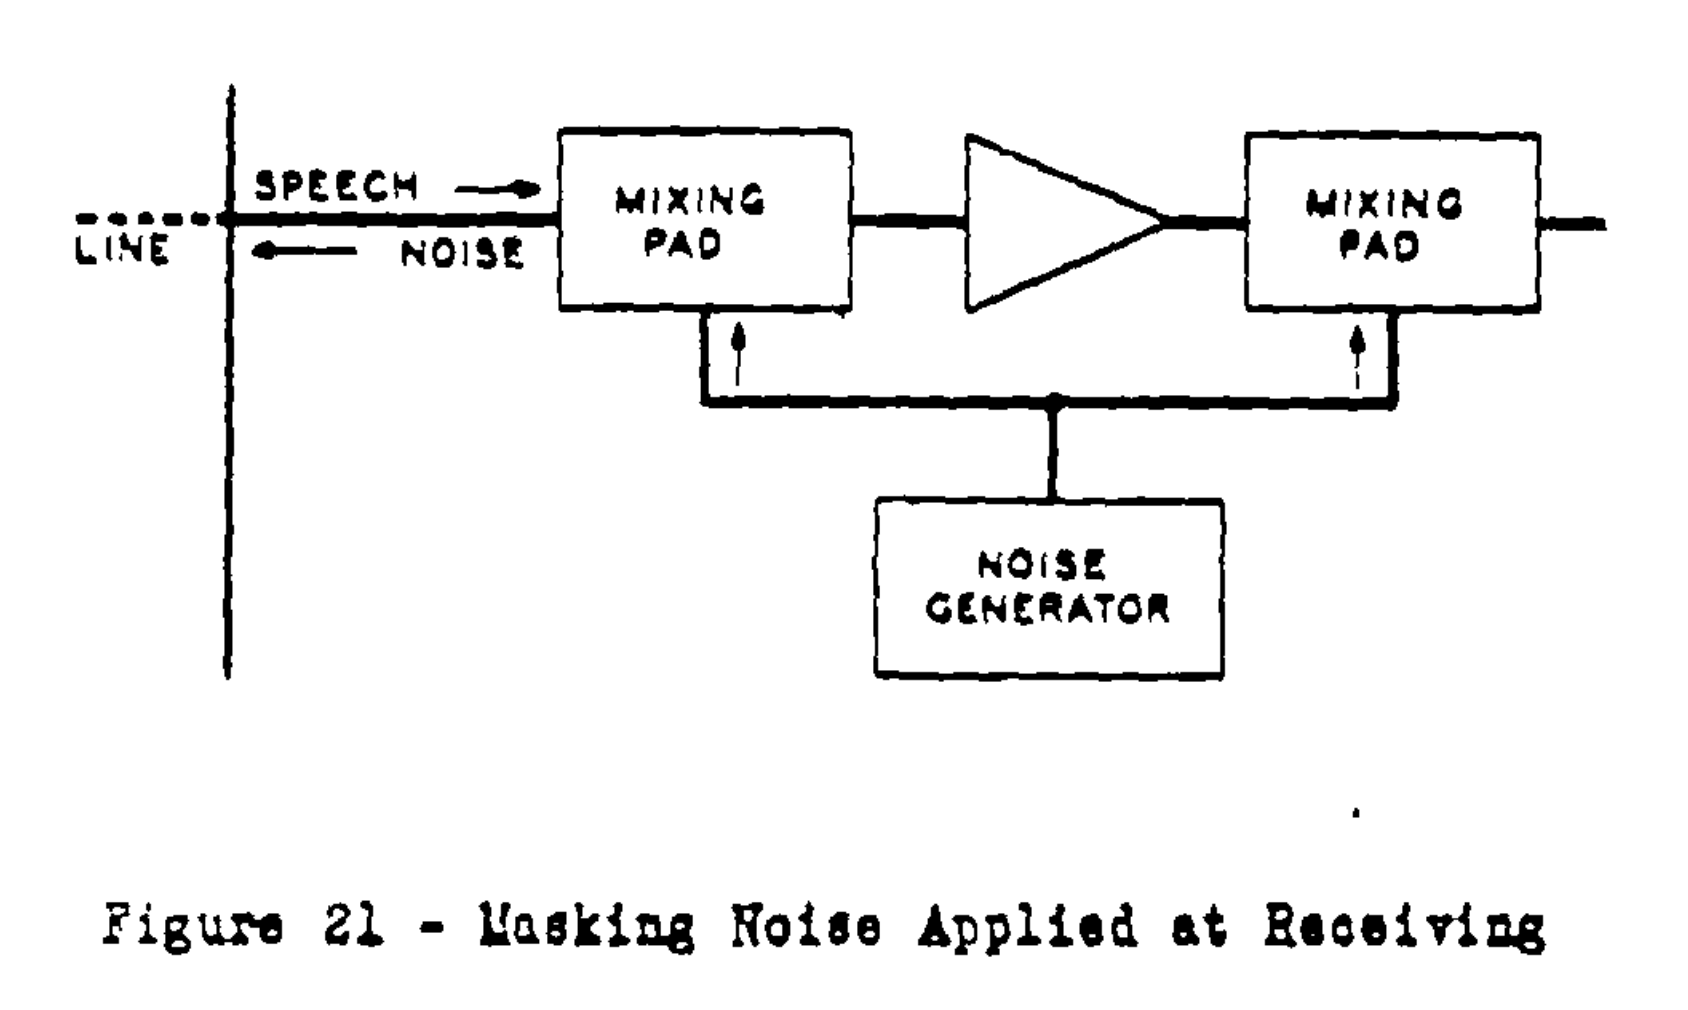 SPEECH
LINE
NOISE
MIXING
PAD
MIXING
PAD
NOISE
GENERATOR
Figure 21 - Masking Noise Applied at Receiving